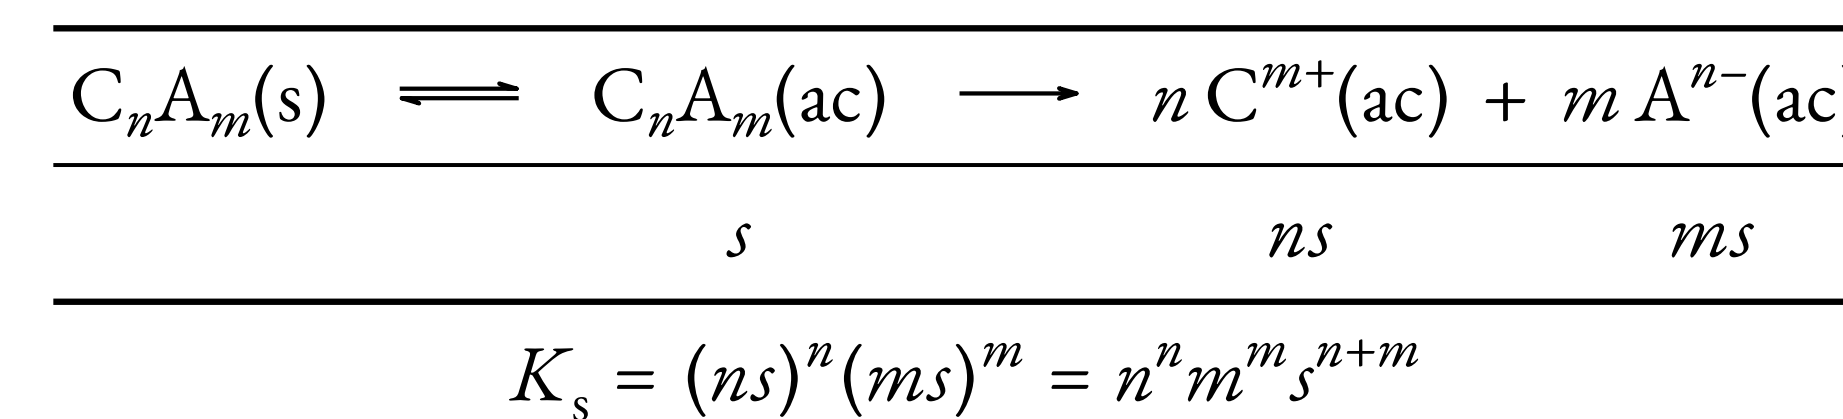 CₙAₘ(s) ⇌ CₙAₘ(ac) ⟶ n Cᵐ⁺(ac) + m Aⁿ⁻(ac)
s ns ms
Kₛ = (ns)ⁿ(ms)ᵐ = nⁿmᵐsⁿ⁺ᵐ